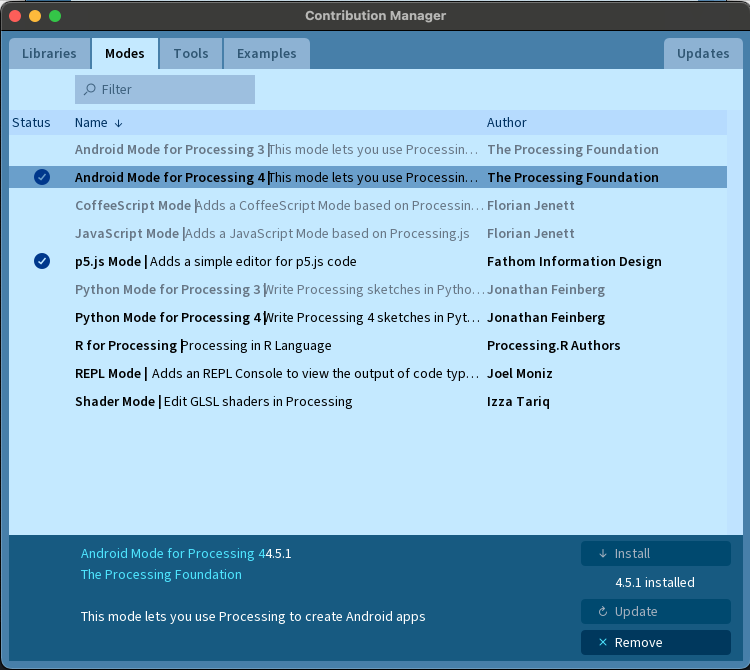 Contribution Manager
Libraries Modes Tools Examples Updates
Filter
Status Name ↓ Author
Android Mode for Processing 3 | This mode lets you use Processin... The Processing Foundation
Android Mode for Processing 4 | This mode lets you use Processin... The Processing Foundation
CoffeeScript Mode | Adds a CoffeeScript Mode based on Processin... Florian Jenett
JavaScript Mode | Adds a JavaScript Mode based on Processing.js Florian Jenett
p5.js Mode | Adds a simple editor for p5.js code Fathom Information Design
Python Mode for Processing 3 | Write Processing sketches in Pytho... Jonathan Feinberg
Python Mode for Processing 4 | Write Processing 4 sketches in Pyt... Jonathan Feinberg
R for Processing | Processing in R Language Processing.R Authors
REPL Mode | Adds an REPL Console to view the output of code typ... Joel Moniz
Shader Mode | Edit GLSL shaders in Processing Izza Tariq
Android Mode for Processing 4 4.5.1 ↓ Install
The Processing Foundation 4.5.1 installed
This mode lets you use Processing to create Android apps Update
× Remove